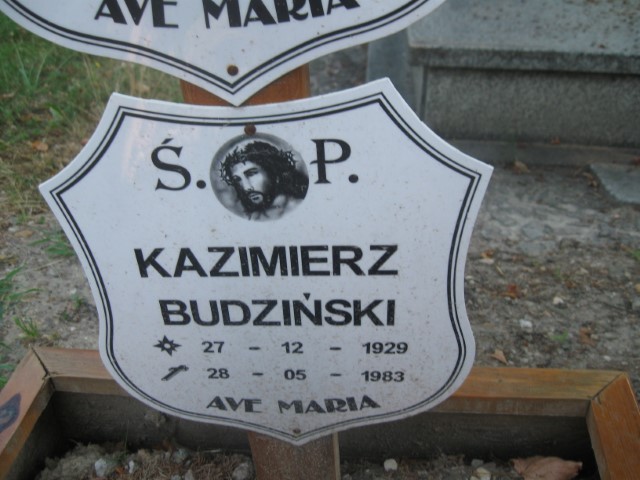 AVE MARIA
Ś. P.
KAZIMIERZ
BUDZIŃSKI
27 - 12 - 1929
28 - 05 - 1983
AVE MARIA